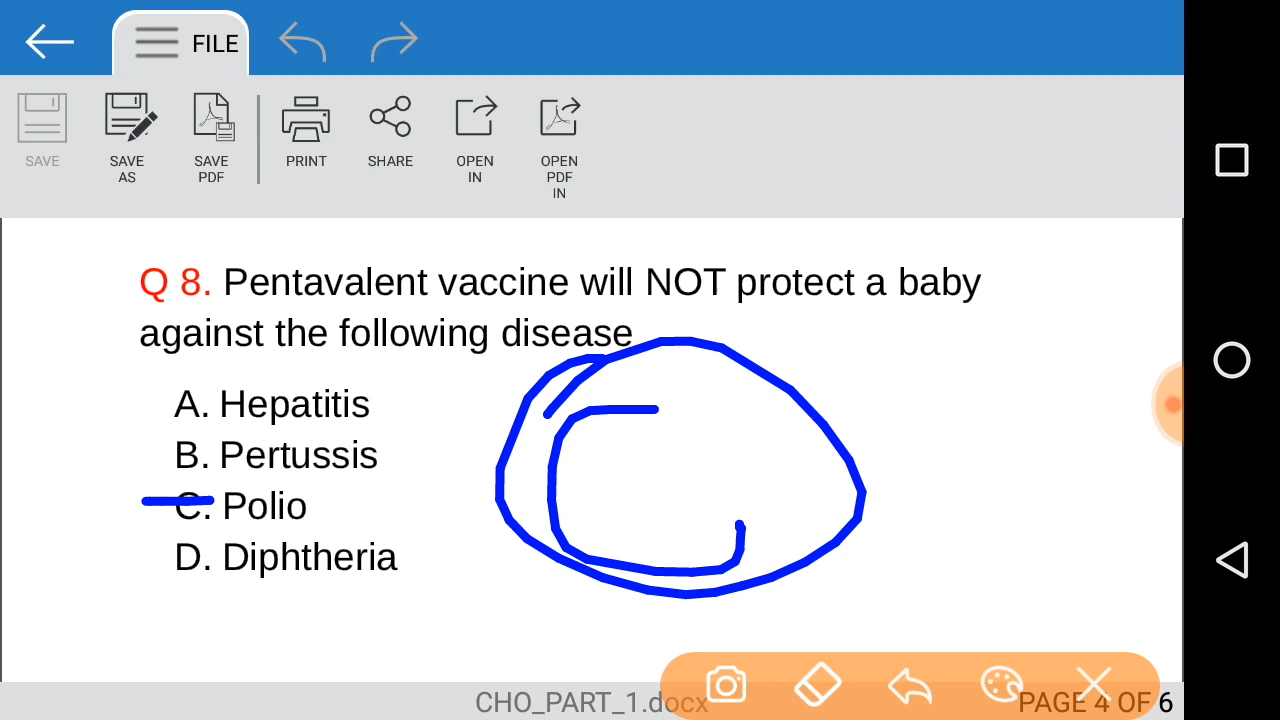 FILE
SAVE
SAVE AS
SAVE PDF
PRINT
SHARE
OPEN IN
OPEN PDF IN
Q 8. Pentavalent vaccine will NOT protect a baby
against the following disease
A. Hepatitis
B. Pertussis
C. Polio
D. Diphtheria
C
CHO_PART_1.docx
PAGE 4 OF 6